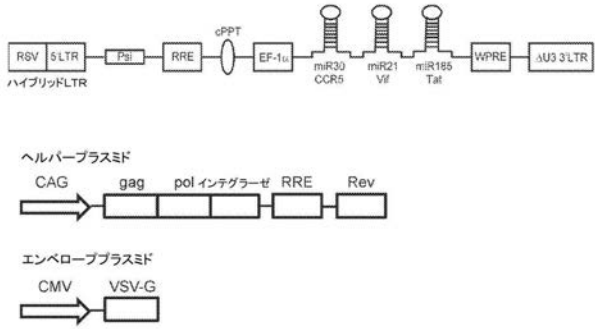 cPPT
RSV 5'LTR Psi RRE EF-1α WPRE ΔU3 3'LTR
ハイブリッドLTR
miR30 miR21 miR185
CCR5 Vif Tat
ヘルパープラスミド
CAG gag pol インテグラーゼ RRE Rev
エンベローププラスミド
CMV VSV-G